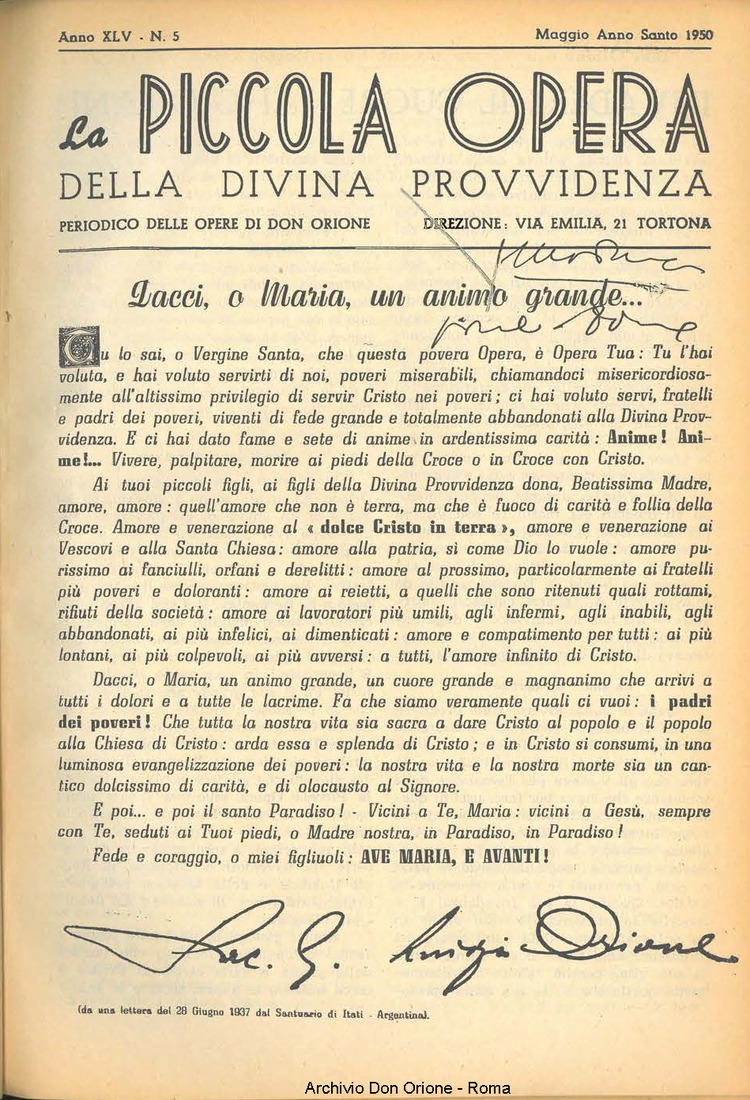 Anno XLV - N. 5 Maggio Anno Santo 1950
La PICCOLA OPERA
DELLA DIVINA PROVVIDENZA
PERIODICO DELLE OPERE DI DON ORIONE DIREZIONE: VIA EMILIA, 21 TORTONA
Dacci, o Maria, un animo grande...
Tu lo sai, o Vergine Santa, che questa povera Opera, è Opera Tua: Tu l'hai
voluta, e hai voluto servirti di noi, poveri miserabili, chiamandoci misericordiosa-
mente all'altissimo privilegio di servir Cristo nei poveri; ci hai voluto servi, fratelli
e padri dei poveri, viventi di fede grande e totalmente abbandonati alla Divina Prov-
videnza. E ci hai dato fame e sete di anime in ardentissima carità: Anime! Ani-
me!... Vivere, palpitare, morire ai piedi della Croce o in Croce con Cristo.
Ai tuoi piccoli figli, ai figli della Divina Provvidenza dona, Beatissima Madre,
amore, amore: quell'amore che non è terra, ma che è fuoco di carità e follia della
Croce. Amore e venerazione al « dolce Cristo in terra », amore e venerazione ai
Vescovi e alla Santa Chiesa: amore alla patria, sì come Dio lo vuole: amore pu-
rissimo ai fanciulli, orfani e derelitti: amore al prossimo, particolarmente ai fratelli
più poveri e doloranti: amore ai reietti, a quelli che sono ritenuti quali rottami,
rifiuti della società: amore ai lavoratori più umili, agli infermi, agli inabili, agli
abbandonati, ai più infelici, ai dimenticati: amore e compatimento per tutti: ai più
lontani, ai più colpevoli, ai più avversi: a tutti, l'amore infinito di Cristo.
Dacci, o Maria, un animo grande, un cuore grande e magnanimo che arrivi a
tutti i dolori e a tutte le lacrime. Fa che siamo veramente quali ci vuoi: i padri
dei poveri! Che tutta la nostra vita sia sacra a dare Cristo al popolo e il popolo
alla Chiesa di Cristo: arda essa e splenda di Cristo; e in Cristo si consumi, in una
luminosa evangelizzazione dei poveri: la nostra vita e la nostra morte sia un can-
tico dolcissimo di carità, e di olocausto al Signore.
E poi... e poi il santo Paradiso! - Vicini a Te, Maria: vicini a Gesù, sempre
con Te, seduti ai Tuoi piedi, o Madre nostra, in Paradiso, in Paradiso!
Fede e coraggio, o miei figliuoli: AVE MARIA, E AVANTI!
Sac. G. Luigi Orione
(da una lettera del 28 Giugno 1937 dal Santuario di Itati - Argentina).
Archivio Don Orione - Roma